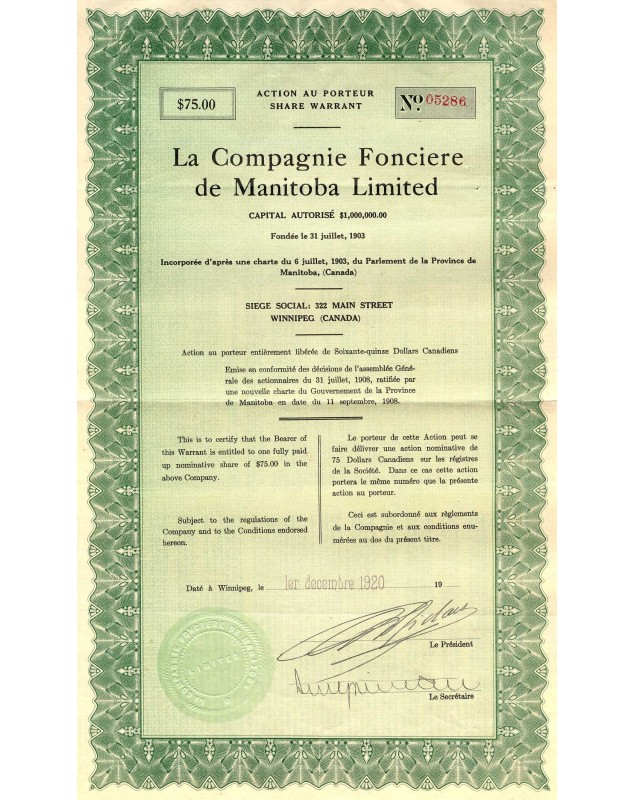 $75.00
ACTION AU PORTEUR
SHARE WARRANT
No 05286
La Compagnie Fonciere
de Manitoba Limited
CAPITAL AUTORISÉ $1,000,000.00
Fondée le 31 juillet, 1903
Incorporée d'après une charte du 6 juillet, 1903, du Parlement de la Province de
Manitoba, (Canada)
SIEGE SOCIAL: 322 MAIN STREET
WINNIPEG (CANADA)
Action au porteur entièrement libérée de Soixante-quinze Dollars Canadiens
Emise en conformité des décisions de l'assemblée Géné-
rale des actionnaires du 31 juillet, 1908, ratifiée par
une nouvelle charte du Gouvernement de la Province
de Manitoba en date du 11 septembre, 1908.
This is to certify that the Bearer of
this Warrant is entitled to one fully paid
up nominative share of $75.00 in the
above Company.
Subject to the regulations of the
Company and to the Conditions endorsed
hereon.
Le porteur de cette Action peut se
faire délivrer une action nominative de
75 Dollars Canadiens sur les régistres
de la Société. Dans ce cas cette action
portera le même numéro que la présente
action au porteur.
Ceci est subordonné aux règlements
de la Compagnie et aux conditions enu-
mérées au dos du présent titre.
Daté à Winnipeg, le 1er decembre 1920 19
Le Président
Le Secrétaire
LIMITED